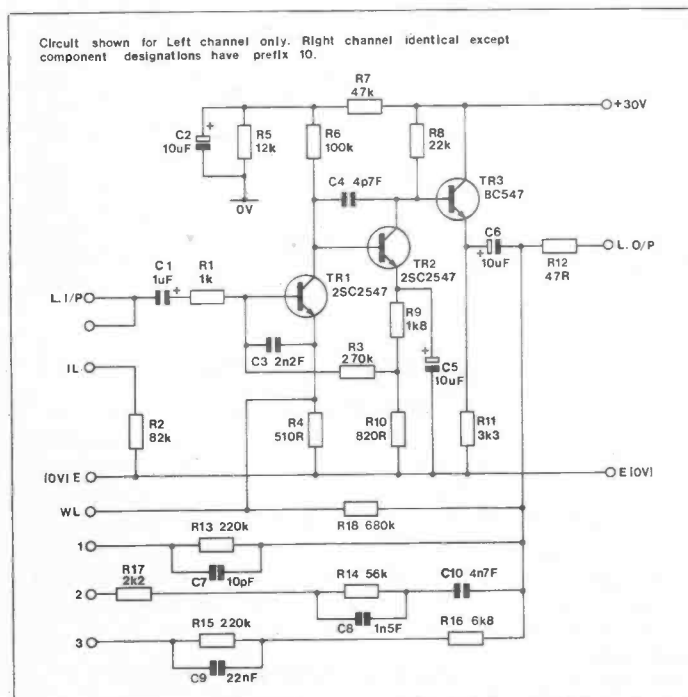 Circuit shown for Left channel only. Right channel identical except
component designations have prefix 10.
R7
47k
+30V
C2
10uF
+
R5
12k
R6
100k
R8
22k
C4 4p7F
TR3
BC547
0V
C6
+
10uF
L.O/P
R12
47R
TR2
2SC2547
C1
1uF
+
R1
1k
L.I/P
TR1
2SC2547
R9
1k8
C3 2n2F
R3
270k
+
C5
10uF
1L
R2
82k
R4
510R
R10
820R
R11
3k3
(0V) E
E(0V)
WL
R18 680k
R13 220k
1
C7 10pF
R17
2k2
R14 56k
C10 4n7F
2
C8 1n5F
R15 220k
R16 6k8
3
C9 22nF